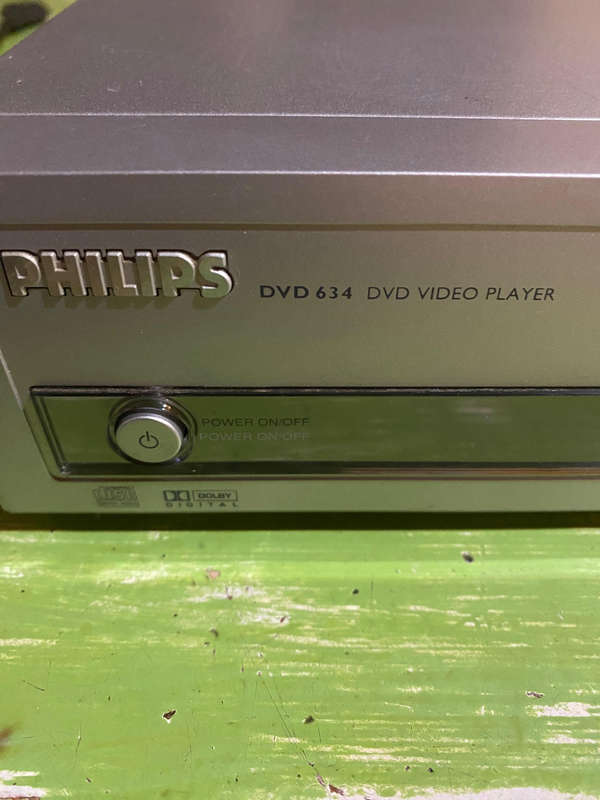 PHILIPS DVD 634 DVD VIDEO PLAYER
POWER ON/OFF
POWER ON/OFF
DOLBY
DIGITAL